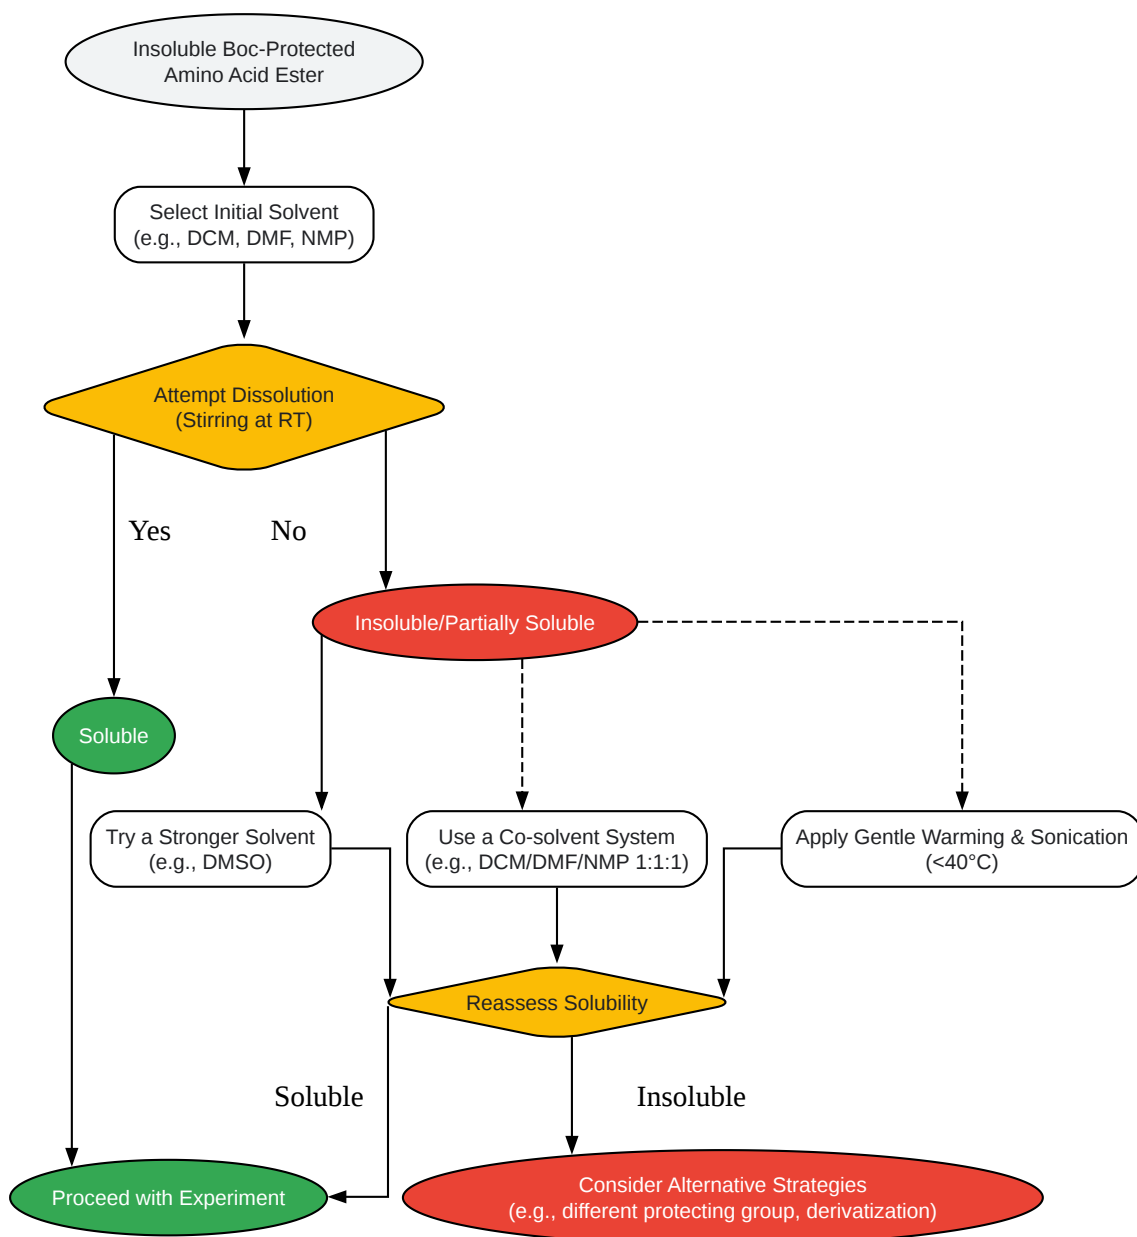 Insoluble Boc-Protected
Amino Acid Ester
Select Initial Solvent
(e.g., DCM, DMF, NMP)
Attempt Dissolution
(Stirring at RT)
Yes
No
Insoluble/Partially Soluble
Soluble
Try a Stronger Solvent
(e.g., DMSO)
Use a Co-solvent System
(e.g., DCM/DMF/NMP 1:1:1)
Apply Gentle Warming & Sonication
(<40°C)
Reassess Solubility
Soluble
Insoluble
Proceed with Experiment
Consider Alternative Strategies
(e.g., different protecting group, derivatization)